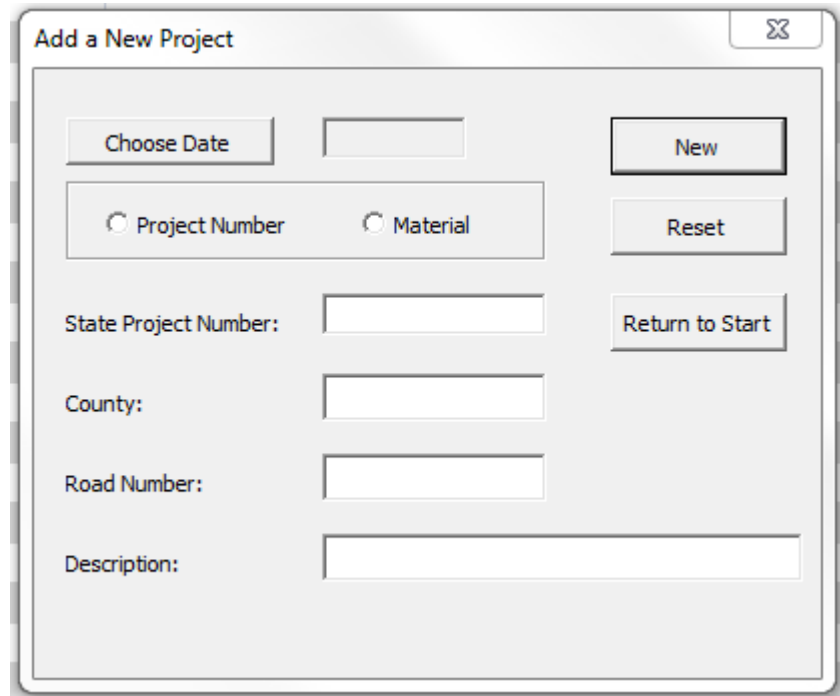 Add a New Project
Choose Date
New
Project Number
Material
Reset
State Project Number:
Return to Start
County:
Road Number:
Description: